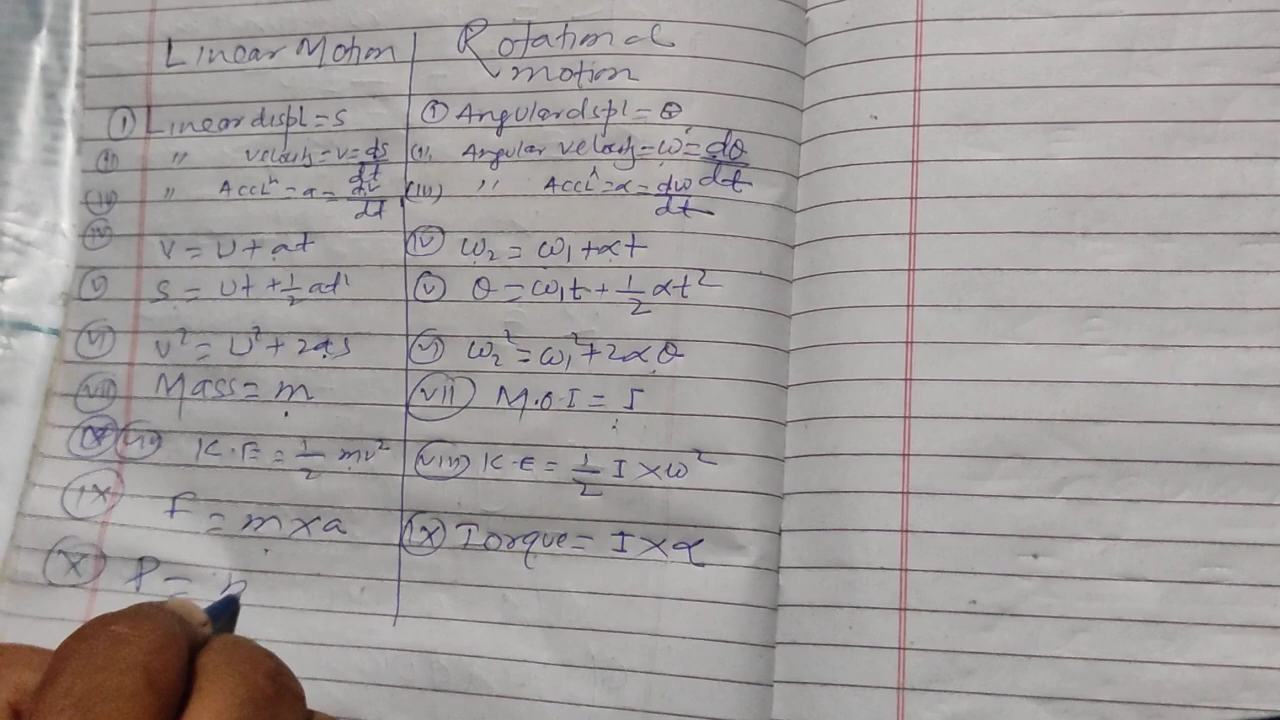 Linear Motion | Rotational motion
(i) Linear displ = s | (i) Angular displ = θ
(ii) " velocity = v = ds/dt | (ii) Angular velocity = ω = dθ/dt
(iii) " Acclⁿ = a = dv/dt | (iii) " Acclⁿ = α = dω/dt
(iv) v = u + at | (iv) ω₂ = ω₁ + αt
(v) s = ut + 1/2 at² | (v) θ = ω₁t + 1/2 αt²
(vi) v² = u² + 2as | (vi) ω₂² = ω₁² + 2αθ
(vii) Mass = m | (vii) M.O.I = I
(viii) K.E = 1/2 mv² | (viii) K.E = 1/2 I × ω²
(ix) F = m × a | (ix) Torque = I × α
(x) P =